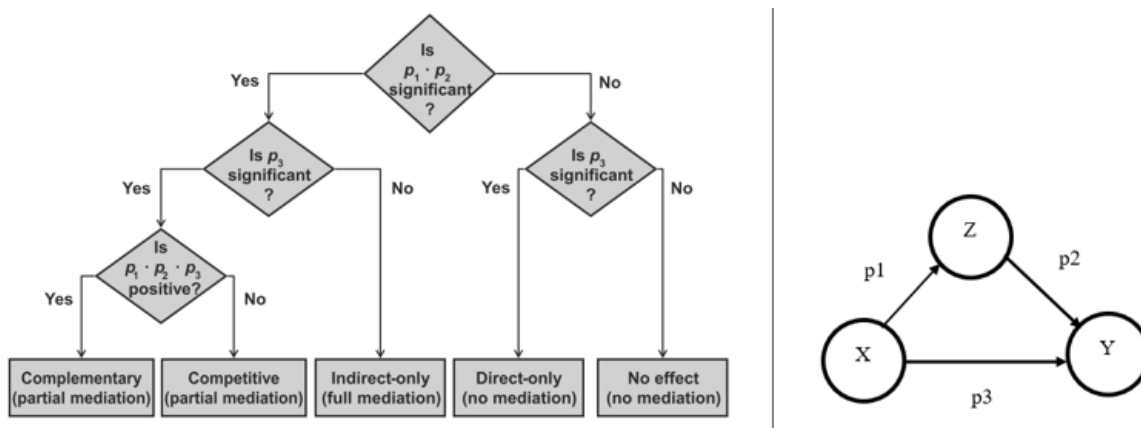 Is
p₁ · p₂
significant
?
Yes
No
Is p₃
significant
?
Is p₃
significant
?
Yes
No
Yes
No
Is
p₁ · p₂ · p₃
positive?
Yes
No
Complementary
(partial mediation)
Competitive
(partial mediation)
Indirect-only
(full mediation)
Direct-only
(no mediation)
No effect
(no mediation)
Z
p1
p2
X
Y
p3